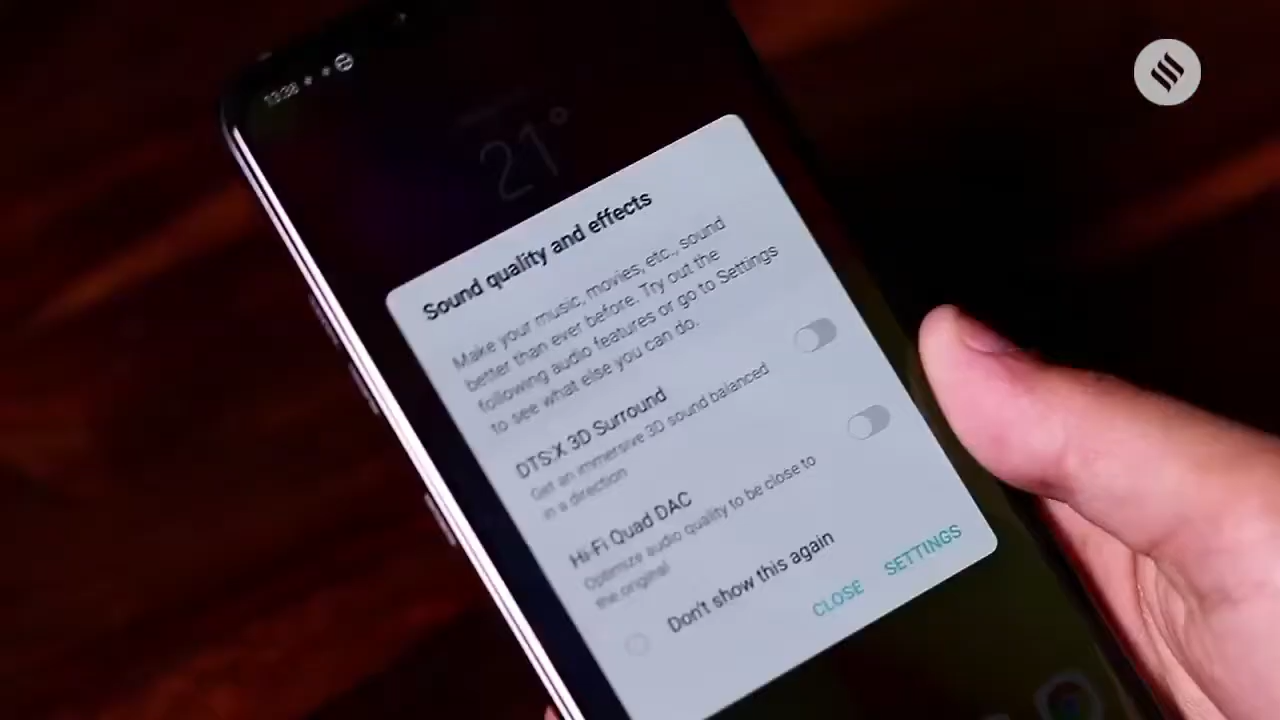 13:38
21°
Sound quality and effects
Make your music, movies, etc., sound
better than ever before. Try out the
following audio features or go to Settings
to see what else you can do.
DTS:X 3D Surround
Get an immersive 3D sound balanced
in a direction
Hi-Fi Quad DAC
Optimize audio quality to be close to
the original
Don't show this again
CLOSE SETTINGS